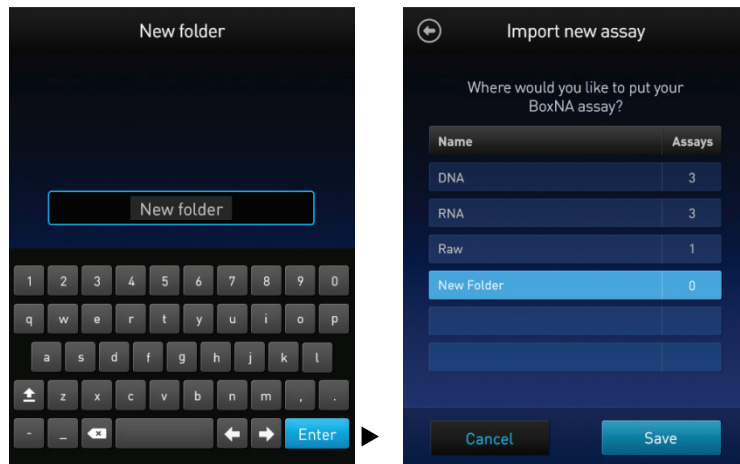 New folder
New folder
1 2 3 4 5 6 7 8 9 0
q w e r t y u i o p
a s d f g h j k l
z x c v b n m , .
- _ Enter
Import new assay
Where would you like to put your
BoxNA assay?
Name Assays
DNA 3
RNA 3
Raw 1
New Folder 0
Cancel Save